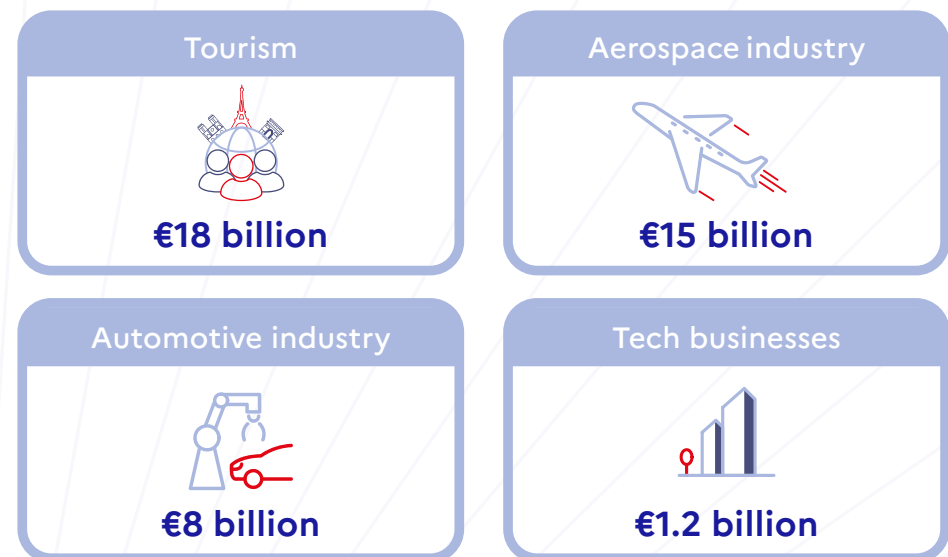 Tourism
€18 billion
Aerospace industry
€15 billion
Automotive industry
€8 billion
Tech businesses
€1.2 billion